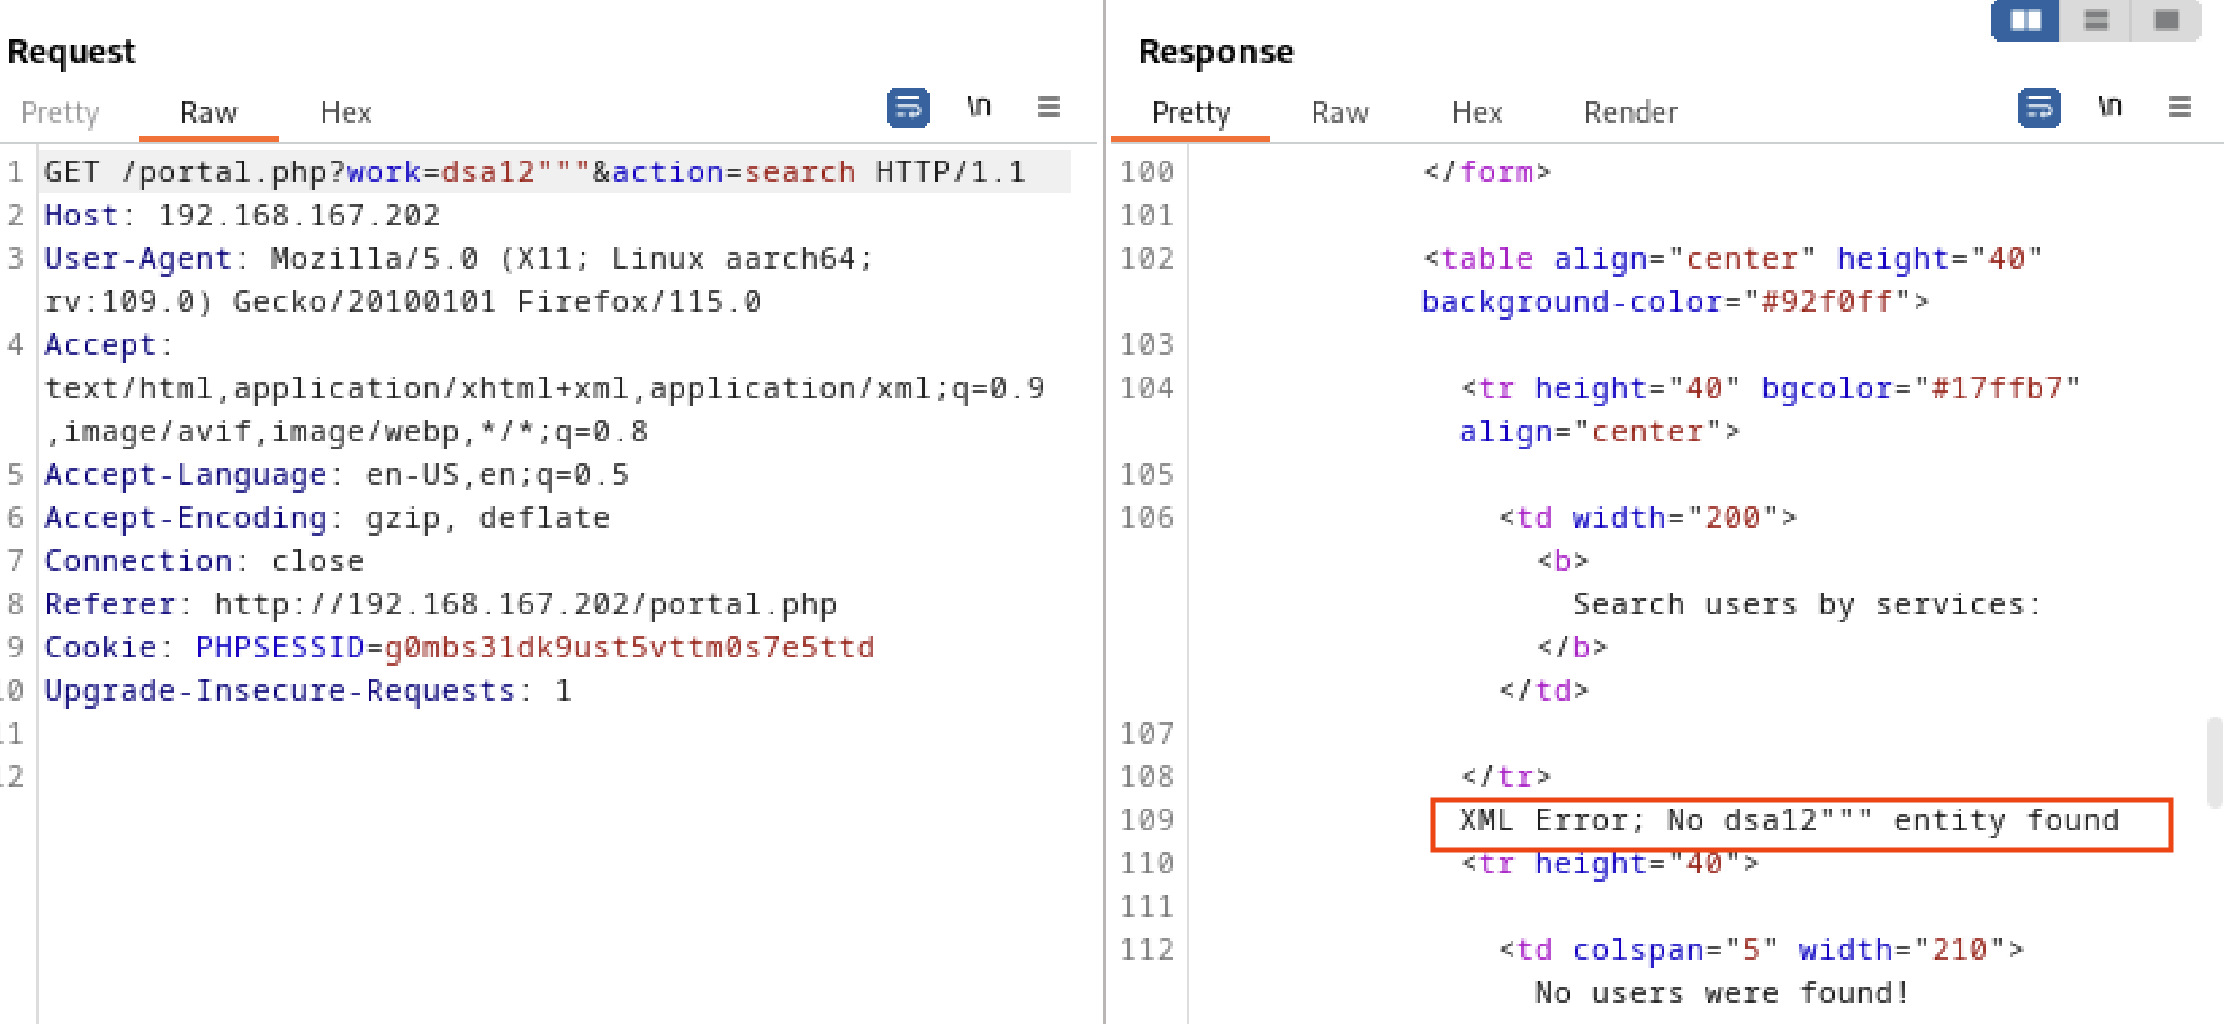 Request
Pretty Raw Hex \n
1 GET /portal.php?work=dsa12"""&action=search HTTP/1.1
2 Host: 192.168.167.202
3 User-Agent: Mozilla/5.0 (X11; Linux aarch64;
rv:109.0) Gecko/20100101 Firefox/115.0
4 Accept:
text/html,application/xhtml+xml,application/xml;q=0.9
,image/avif,image/webp,*/*;q=0.8
5 Accept-Language: en-US,en;q=0.5
6 Accept-Encoding: gzip, deflate
7 Connection: close
8 Referer: http://192.168.167.202/portal.php
9 Cookie: PHPSESSID=g0mbs31dk9ust5vttm0s7e5ttd
10 Upgrade-Insecure-Requests: 1
11
12
Response
Pretty Raw Hex Render \n
100 </form>
101
102 <table align="center" height="40"
background-color="#92f0ff">
103
104 <tr height="40" bgcolor="#17ffb7"
align="center">
105
106 <td width="200">
<b>
Search users by services:
</b>
</td>
107
108 </tr>
109 XML Error; No dsa12""" entity found
110 <tr height="40">
111
112 <td colspan="5" width="210">
No users were found!